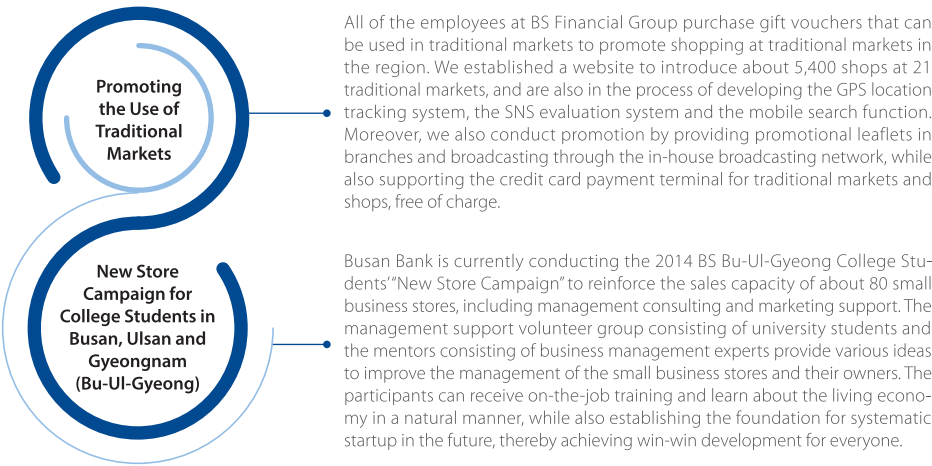 Promoting
the Use of
Traditional
Markets
All of the employees at BS Financial Group purchase gift vouchers that can
be used in traditional markets to promote shopping at traditional markets in
the region. We established a website to introduce about 5,400 shops at 21
traditional markets, and are also in the process of developing the GPS location
tracking system, the SNS evaluation system and the mobile search function.
Moreover, we also conduct promotion by providing promotional leaflets in
branches and broadcasting through the in-house broadcasting network, while
also supporting the credit card payment terminal for traditional markets and
shops, free of charge.
New Store
Campaign for
College Students in
Busan, Ulsan and
Gyeongnam
(Bu-Ul-Gyeong)
Busan Bank is currently conducting the 2014 BS Bu-Ul-Gyeong College Stu-
dents’ “New Store Campaign” to reinforce the sales capacity of about 80 small
business stores, including management consulting and marketing support. The
management support volunteer group consisting of university students and
the mentors consisting of business management experts provide various ideas
to improve the management of the small business stores and their owners. The
participants can receive on-the-job training and learn about the living econo-
my in a natural manner, while also establishing the foundation for systematic
startup in the future, thereby achieving win-win development for everyone.